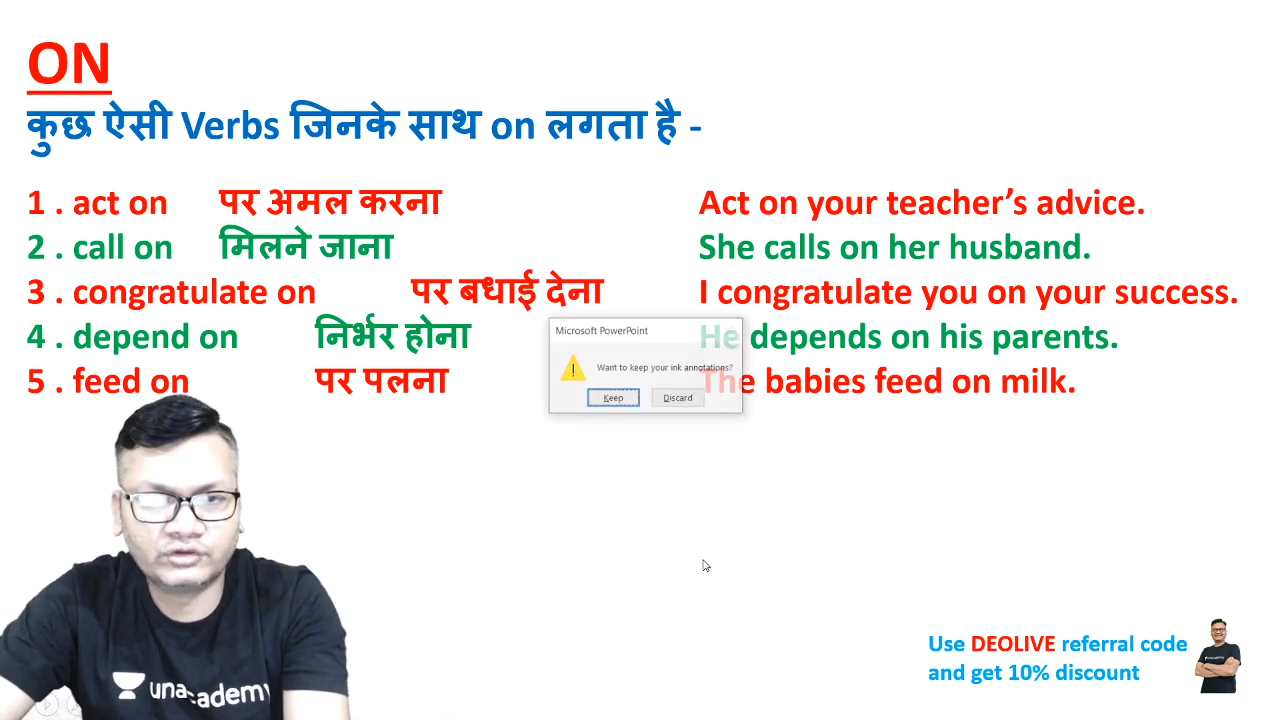 ON
कुछ ऐसी Verbs जिनके साथ on लगता है -
1 . act on पर अमल करना Act on your teacher’s advice.
2 . call on मिलने जाना She calls on her husband.
3 . congratulate on पर बधाई देना I congratulate you on your success.
4 . depend on निर्भर होना He depends on his parents.
5 . feed on पर पलना The babies feed on milk.
Microsoft PowerPoint
Want to keep your ink annotations?
Keep Discard
Use DEOLIVE referral code
and get 10% discount
unacademy